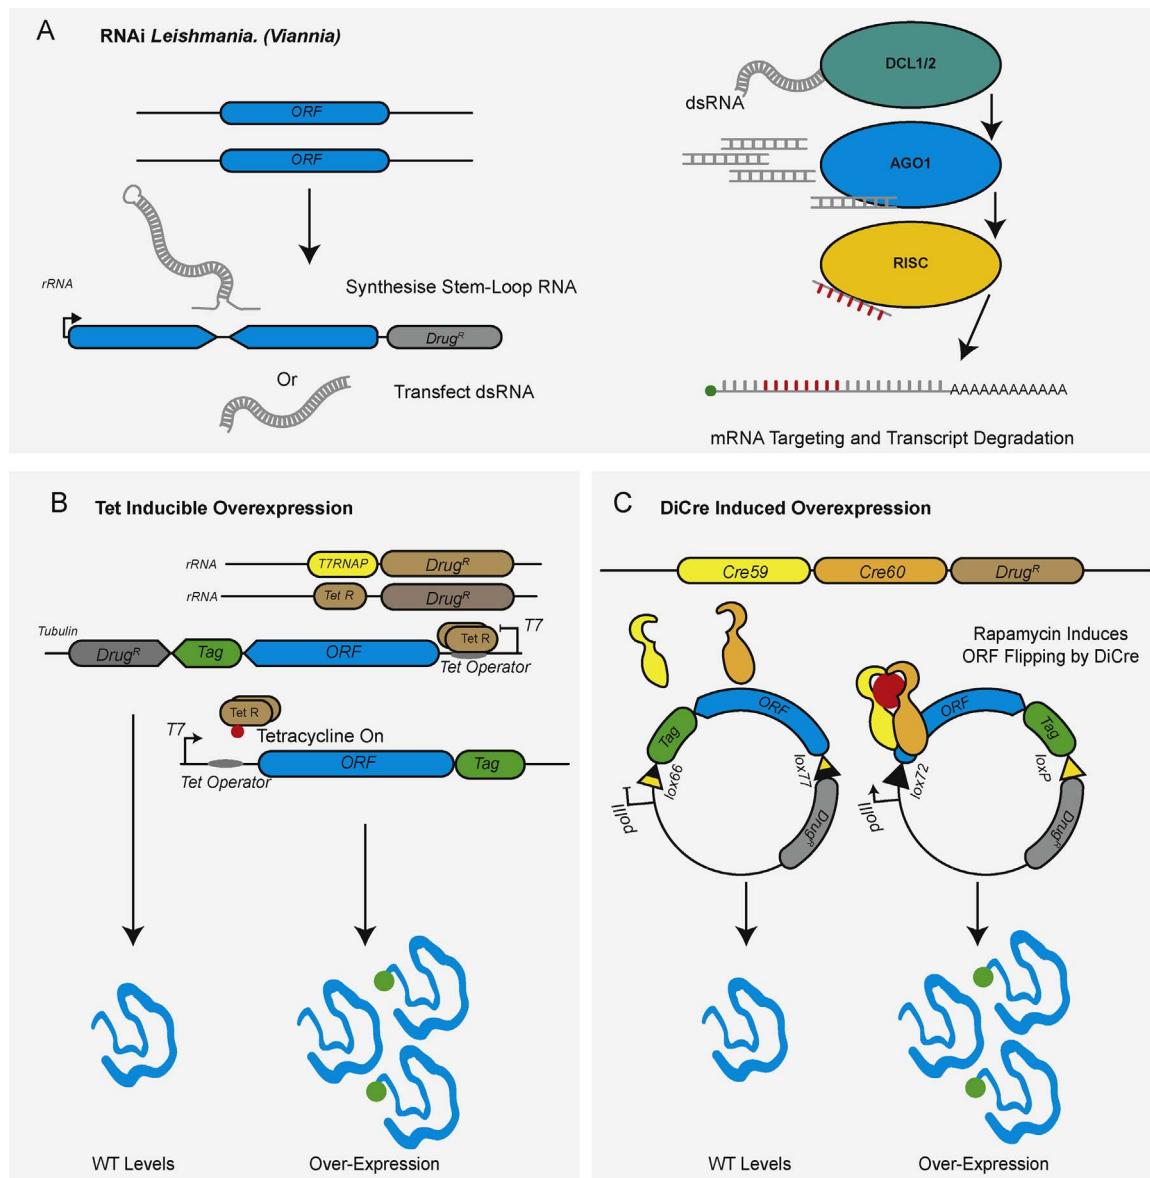 A
RNAi Leishmania. (Viannia)
ORF
ORF
rRNA
Synthesise Stem-Loop RNA
DrugR
Or
Transfect dsRNA
DCL1/2
dsRNA
AGO1
RISC
AAAAAAAAAAAA
mRNA Targeting and Transcript Degradation
B
Tet Inducible Overexpression
rRNA
T7RNAP
DrugR
rRNA
Tet R
DrugR
Tubulin
DrugR
Tag
ORF
Tet R
T7
Tet Operator
Tet R
T7
Tetracycline On
ORF
Tag
Tet Operator
WT Levels
Over-Expression
C
DiCre Induced Overexpression
Cre59
Cre60
DrugR
Rapamycin Induces
ORF Flipping by DiCre
ORF
Tag
lox66
lox77
polII
DrugR
ORF
Tag
lox72
loxP
polII
DrugR
WT Levels
Over-Expression